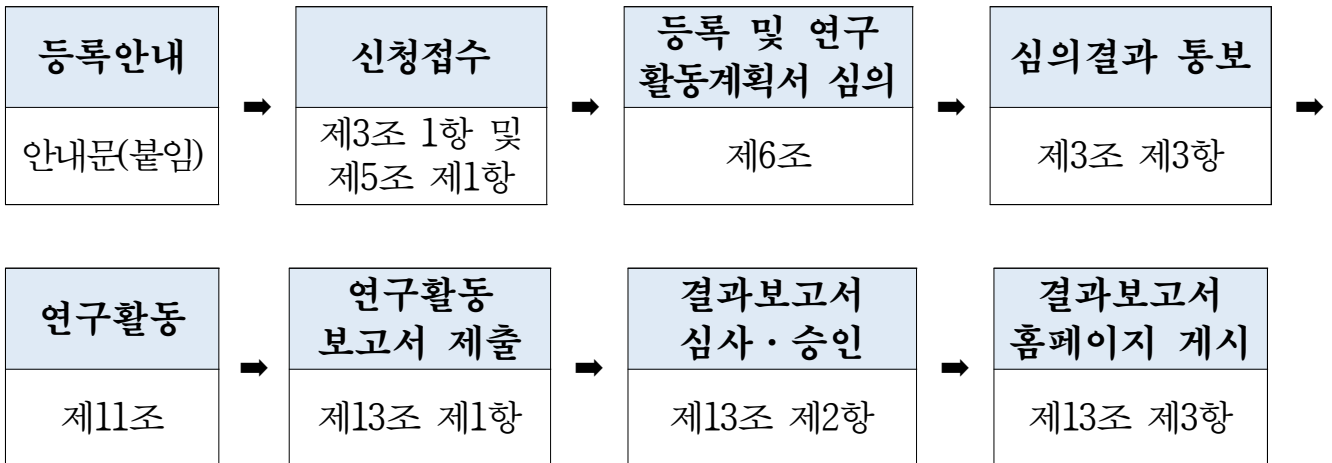 등록안내
➡
신청접수
➡
등록 및 연구
활동계획서 심의
➡
심의결과 통보
➡
안내문(붙임)
제3조 1항 및
제5조 제1항
제6조
제3조 제3항
연구활동
➡
연구활동
보고서 제출
➡
결과보고서
심사・승인
➡
결과보고서
홈페이지 게시
제11조
제13조 제1항
제13조 제2항
제13조 제3항